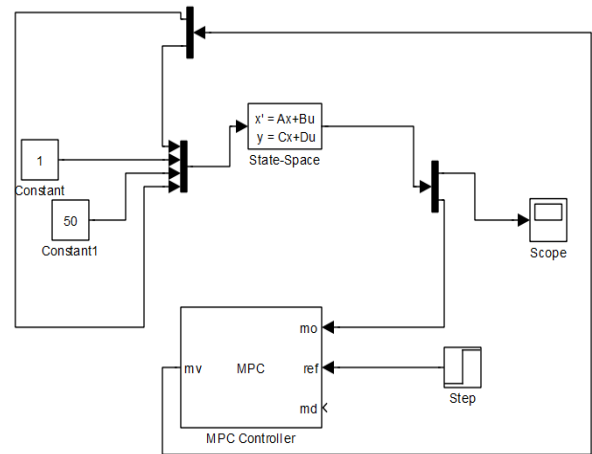 x' = Ax+Bu
y = Cx+Du
State-Space
1
Constant
50
Constant1
Scope
mo
mv
MPC
ref
md
MPC Controller
Step